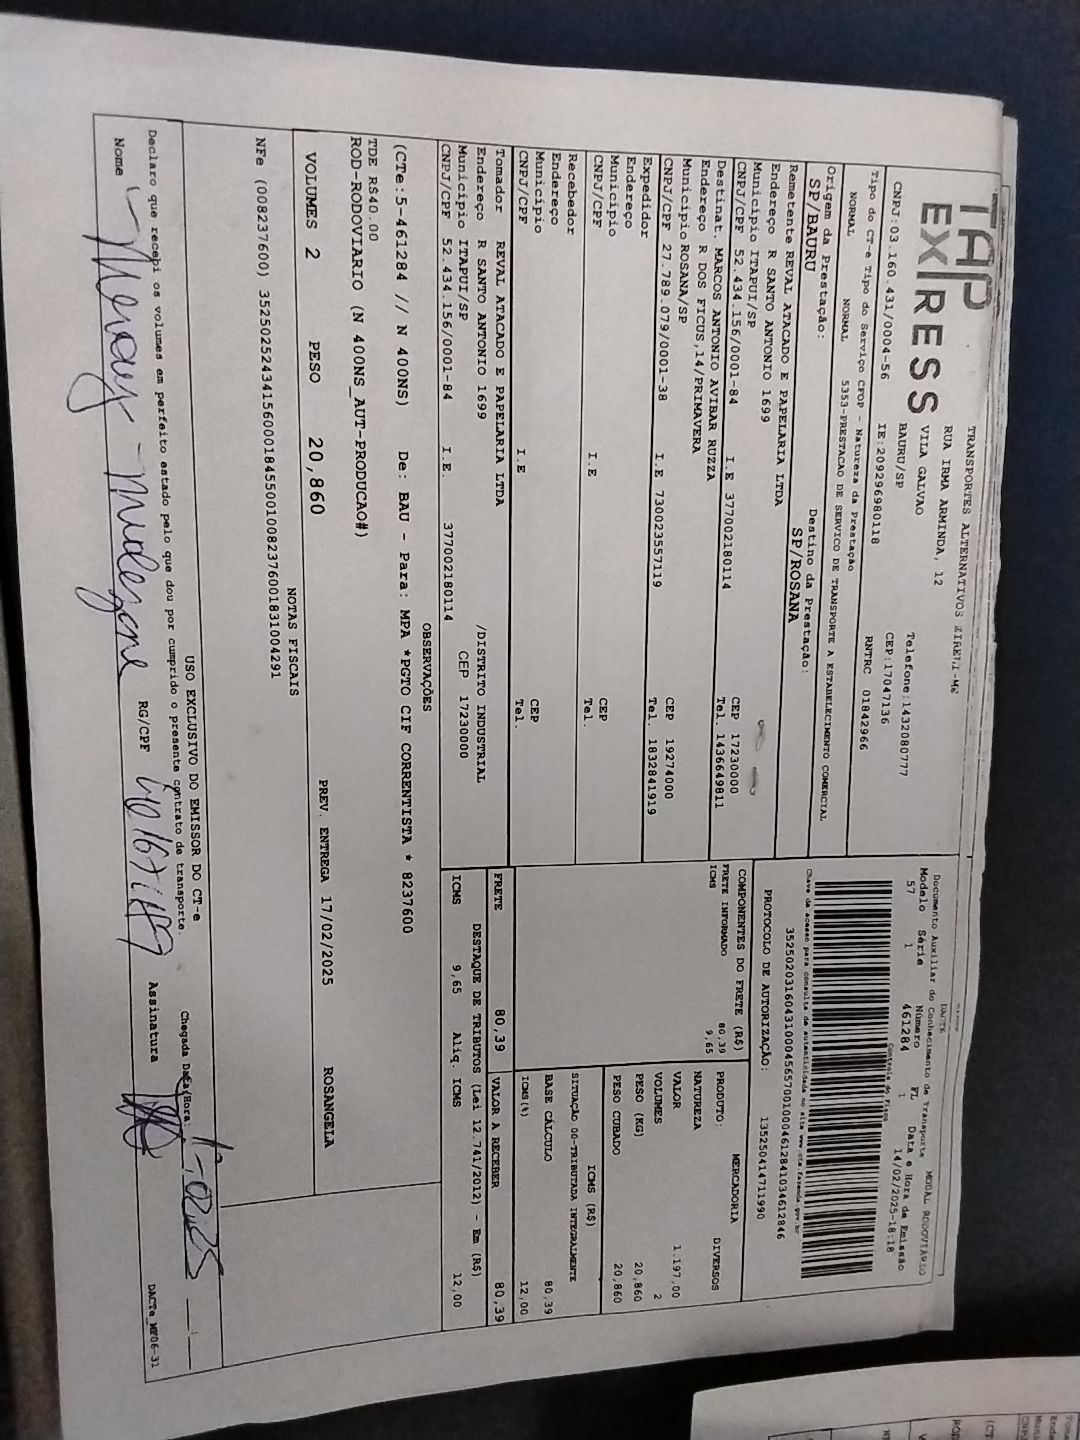 TAP
EX/RESS
TRANSPORTES ALTERNATIVOS EIRELI-ME
RUA IRMA ARMINDA, 12
VILA GALVAO
BAURU/SP
Telefone:1432080777
CEP:17047136
CNPJ:03.160.431/0004-56 IE:209296980118 RNTRC 01842966
Tipo do CT-e Tipo do Serviço CFOP - Natureza da Prestação
NORMAL NORMAL 5353-PRESTACAO DE SERVICO DE TRANSPORTE A ESTABELECIMENTO COMERCIAL
Origem da Prestação: Destino da Prestação:
SP/BAURU SP/ROSANA
Remetente REVAL ATACADO E PAPELARIA LTDA
Endereço R SANTO ANTONIO 1699
Município ITAPUI/SP CEP 17230000
CNPJ/CPF 52.434.156/0001-84 I.E 377002180114 Tel. 1436649811
Destinat. MARCOS ANTONIO AVIBAR RUZZA
Endereço R DOS FICUS,14/PRIMAVERA
Município ROSANA/SP CEP 19274000
CNPJ/CPF 27.789.079/0001-38 I.E 730023557119 Tel. 1832841919
Expedidor
Endereço
Município CEP
CNPJ/CPF I.E Tel.
Recebedor
Endereço
Município CEP
CNPJ/CPF I.E Tel.
Tomador REVAL ATACADO E PAPELARIA LTDA
Endereço R SANTO ANTONIO 1699 /DISTRITO INDUSTRIAL
Município ITAPUI/SP CEP 17230000
CNPJ/CPF 52.434.156/0001-84 I.E. 377002180114
Documento Auxiliar do Conhecimento de Transporte MODAL RODOVIÁRIO
Modelo Série Número FL Data e Hora de Emissão
57 1 461284 1 14/02/2025-18:18
Controle do Fisco
Chave de acesso para consulta de autenticidade no site www.cte.fazenda.gov.br
35250203160431000456570010004612841034612846
PROTOCOLO DE AUTORIZAÇÃO: 135250414711990
COMPONENTES DO FRETE (R$)
FRETE INFORMADO 80,39
ICMS 9,65
PRODUTO: MERCADORIA
NATUREZA DIVERSOS
VALOR 1.197,00
VOLUMES 2
PESO (KG) 20,860
PESO CUBADO 20,860
ICMS (R$)
SITUAÇÃO 00-TRIBUTADA INTEGRALMENTE
BASE CÁLCULO 80,39
ICMS(%) 12,00
FRETE 80,39 VALOR A RECEBER 80,39
DESTAQUE DE TRIBUTOS (Lei 12.741/2012) - Em (R$)
ICMS 9,65 Alíq. ICMS 12,00
OBSERVAÇÕES
(CTe:5-461284 // N 400NS) De: BAU - Para: MPA *PGTO CIF CORRENTISTA * 8237600
TDE R$40.00
ROD-RODOVIARIO (N 400NS_AUT-PRODUCAO#)
VOLUMES 2 PESO 20,860 PREV. ENTREGA 17/02/2025 ROSANGELA
NOTAS FISCAIS
NFe (008237600) 35250252434156000184550010082376001831004291
USO EXCLUSIVO DO EMISSOR DO CT-e
Declaro que recebi os volumes em perfeito estado pelo que dou por cumprido o presente contrato de transporte.
Chegada Data/Hora:
Nome RG/CPF Assinatura
DACTe_MF06-31